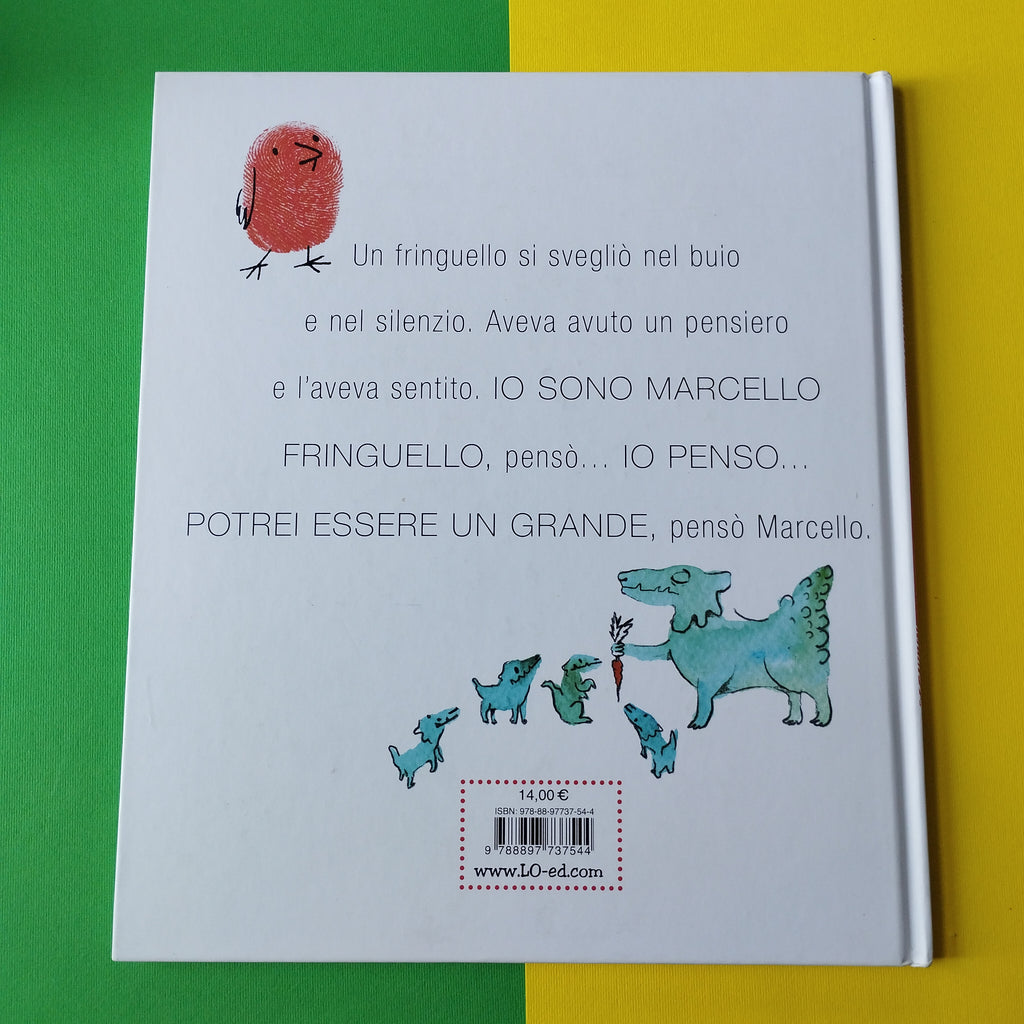 Un fringuello si svegliò nel buio
e nel silenzio. Aveva avuto un pensiero
e l'aveva sentito. IO SONO MARCELLO
FRINGUELLO, pensò... IO PENSO...
POTREI ESSERE UN GRANDE, pensò Marcello.
14,00 €
ISBN: 978-88-97737-54-4
9 788897 737544
www.LO-ed.com